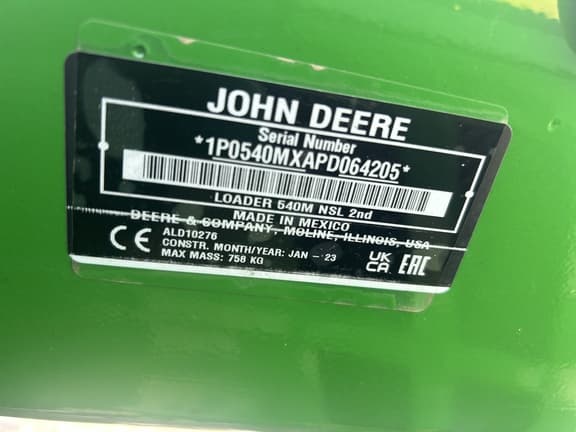 JOHN DEERE
Serial Number
*1P0540MXAPD064205*
LOADER 540M NSL 2nd
MADE IN MEXICO
DEERE & COMPANY, MOLINE, ILLINOIS, USA
ALD10276
CONSTR. MONTH/YEAR: JAN - 23
MAX MASS: 758 KG
CE
UK
CA
EAC